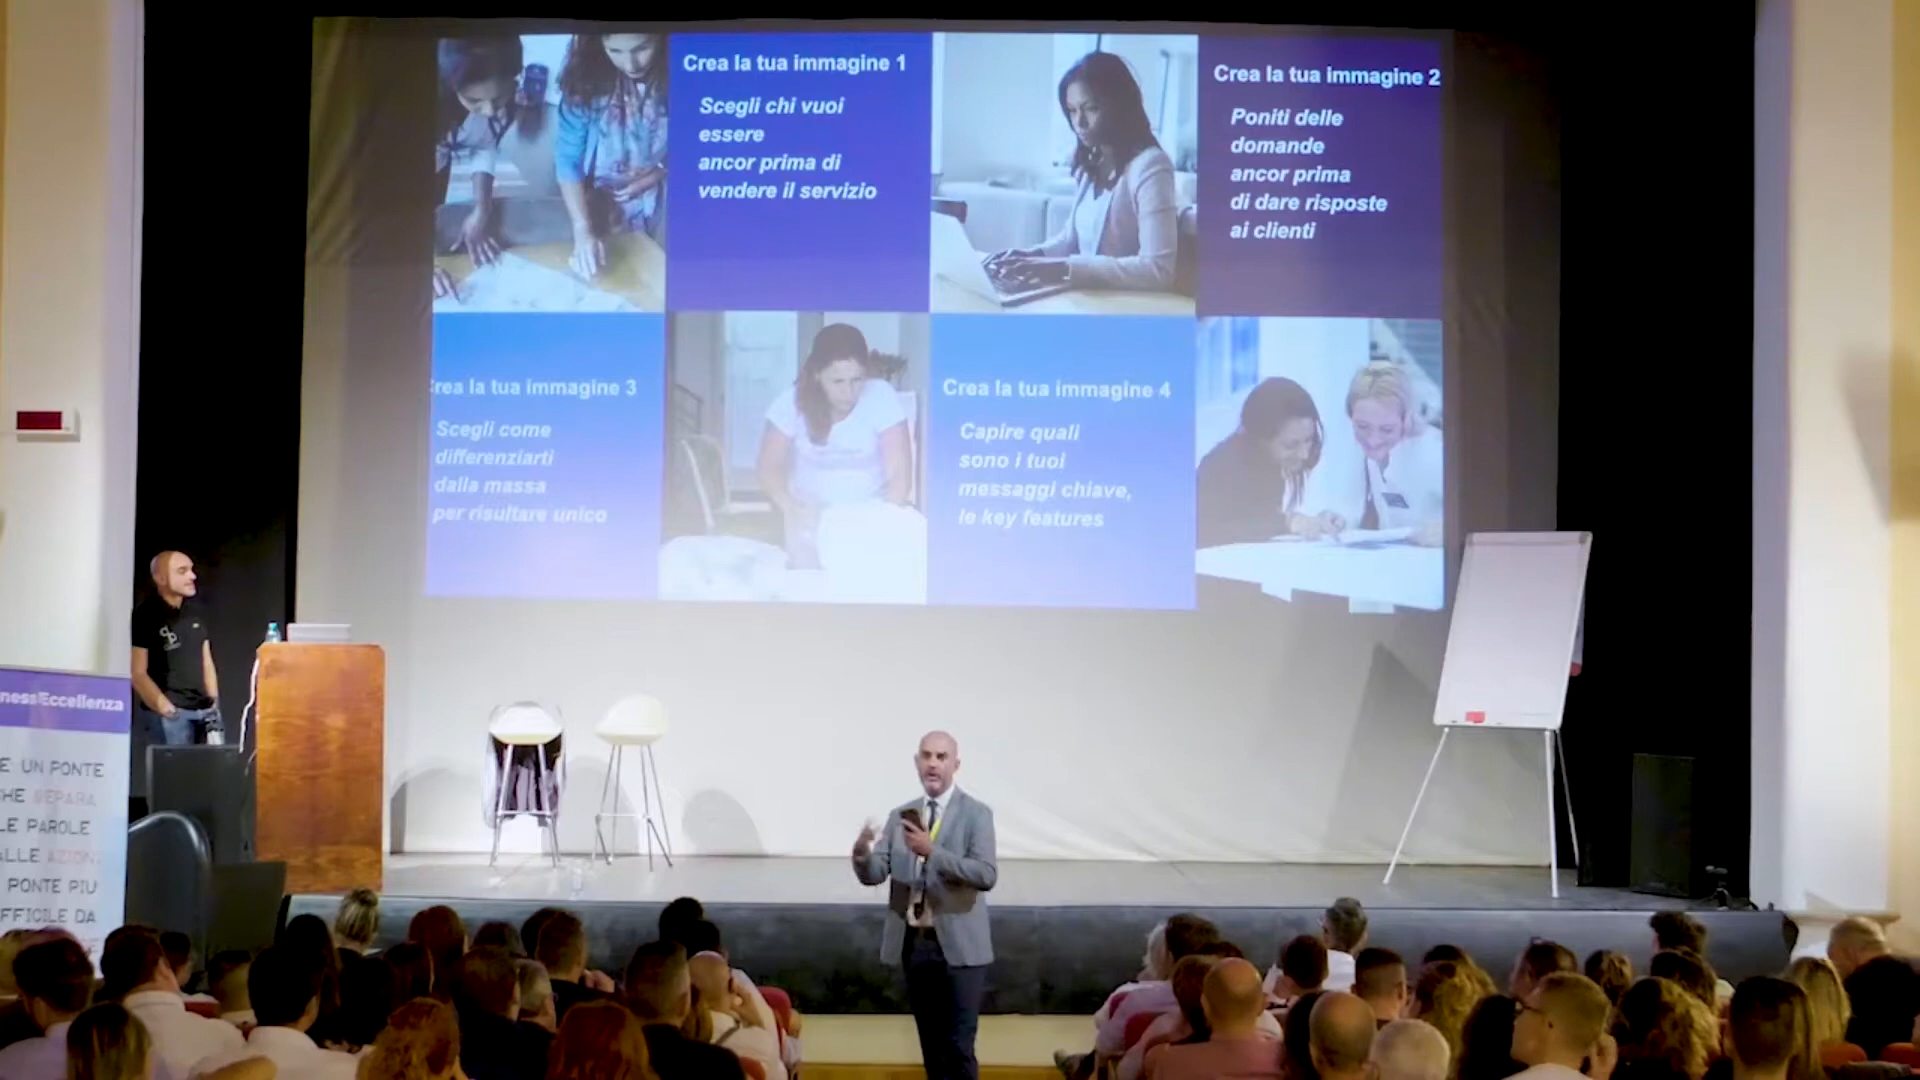 Crea la tua immagine 1
Scegli chi vuoi
essere
ancor prima di
vendere il servizio
Crea la tua immagine 2
Poniti delle
domande
ancor prima
di dare risposte
ai clienti
rea la tua immagine 3
Scegli come
differenziarti
dalla massa
per risultare unico
Crea la tua immagine 4
Capire quali
sono i tuoi
messaggi chiave,
le key features
nessEccellenza
E UN PONTE
HE SEPARA
LE PAROLE
ALLE AZIONI
PONTE PIU'
FFICILE DA